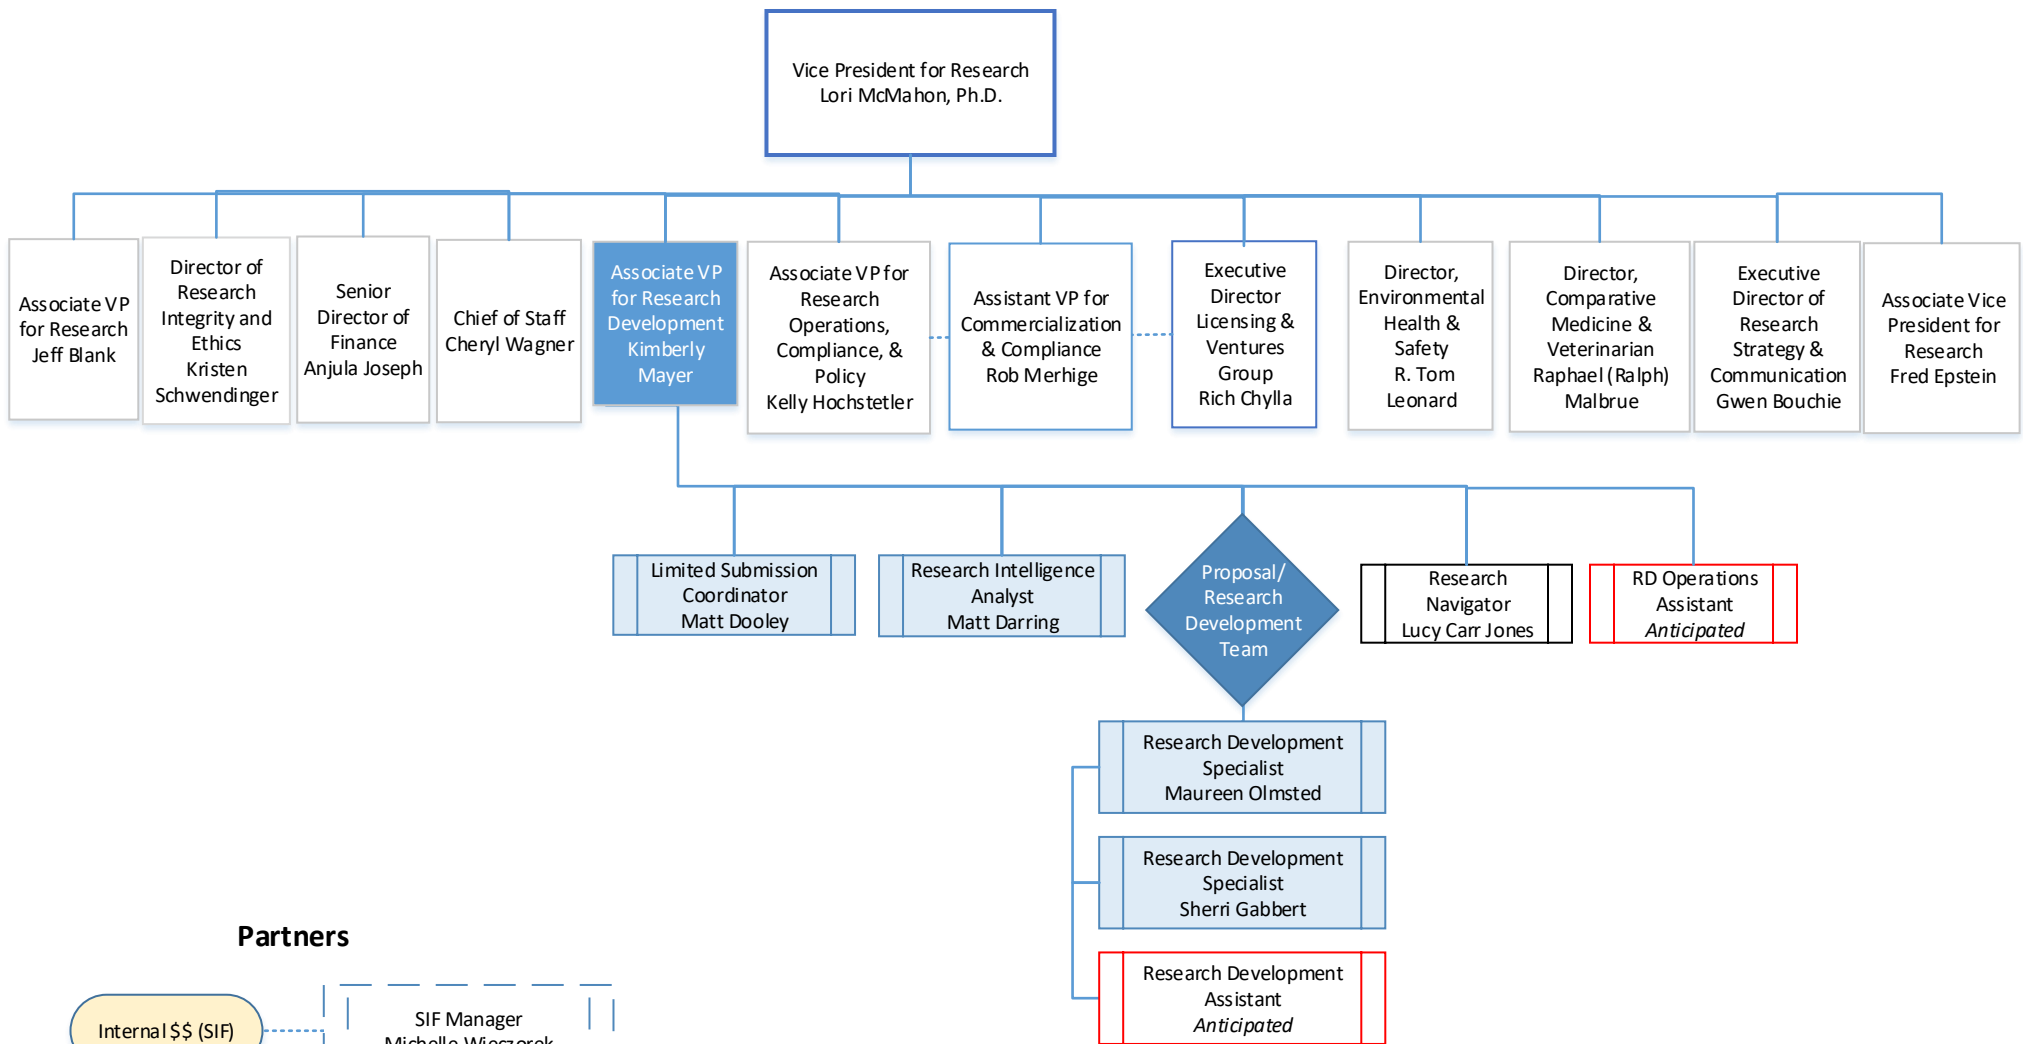 Vice President for Research
Lori McMahon, Ph.D.
Associate VP
for Research
Jeff Blank
Director of
Research
Integrity and
Ethics
Kristen
Schwendinger
Senior
Director of
Finance
Anjula Joseph
Chief of Staff
Cheryl Wagner
Associate VP
for Research
Development
Kimberly
Mayer
Associate VP for
Research
Operations,
Compliance, &
Policy
Kelly Hochstetler
Assistant VP for
Commercialization
& Compliance
Rob Merhige
Executive
Director
Licensing &
Ventures
Group
Rich Chylla
Director,
Environmental
Health &
Safety
R. Tom
Leonard
Director,
Comparative
Medicine &
Veterinarian
Raphael (Ralph)
Malbrue
Executive
Director of
Research
Strategy &
Communication
Gwen Bouchie
Associate Vice
President for
Research
Fred Epstein
Limited Submission
Coordinator
Matt Dooley
Research Intelligence
Analyst
Matt Darring
Proposal/
Research
Development
Team
Research
Navigator
Lucy Carr Jones
RD Operations
Assistant
Anticipated
Research Development
Specialist
Maureen Olmsted
Research Development
Specialist
Sherri Gabbert
Research Development
Assistant
Anticipated
Partners
Internal $$ (SIF)
SIF Manager
Michelle Wieczorek